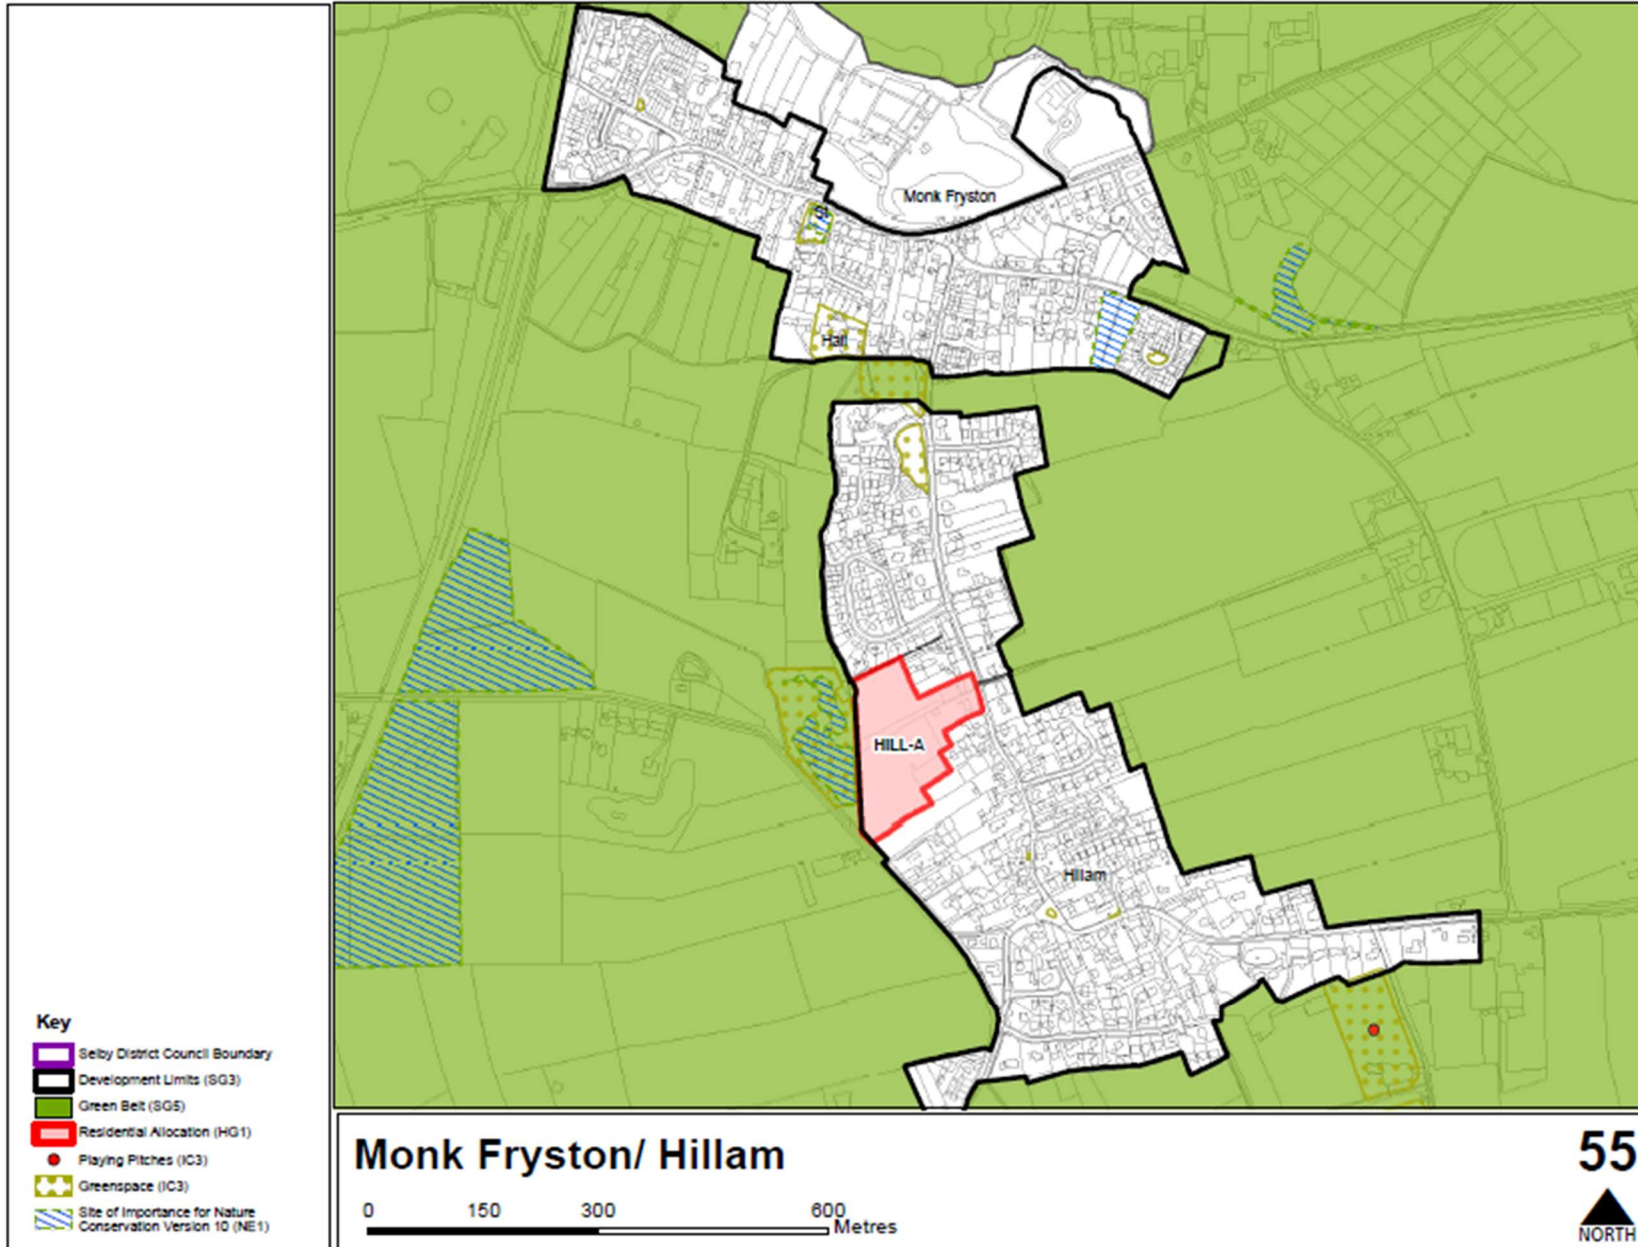 Monk Fryston
St
Hall
HILL-A
Hillam
Key
Selby District Council Boundary
Development Limits (SG3)
Green Belt (SG5)
Residential Allocation (HG1)
Playing Pitches (IC3)
Greenspace (IC3)
Site of Importance for Nature
Conservation Version 10 (NE1)
Monk Fryston/ Hillam
0 150 300 600
Metres
55
NORTH